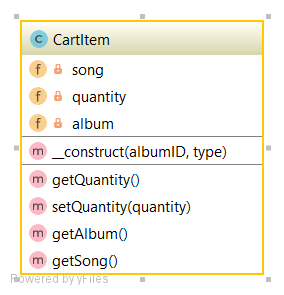 C CartItem
f song
f quantity
f album
m __construct(albumID, type)
m getQuantity()
m setQuantity(quantity)
m getAlbum()
m getSong()
Powered by yFiles